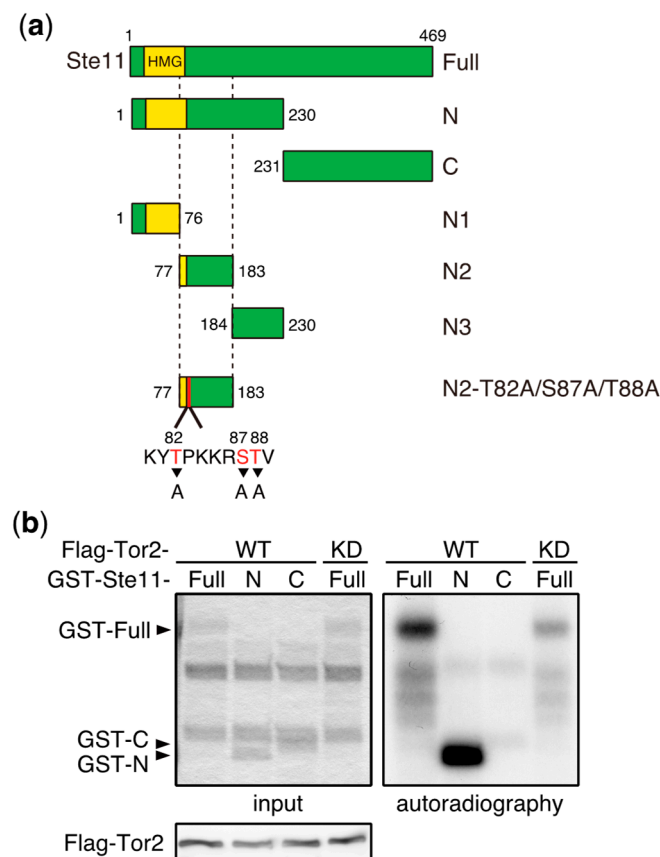 (a)
1 469
Ste11 HMG Full
1 230 N
231 C
1 76 N1
77 183 N2
184 230 N3
77 183 N2-T82A/S87A/T88A
82 87 88
KYTPKKRSTV
A A A
(b)
Flag-Tor2- WT KD WT KD
GST-Ste11- Full N C Full Full N C Full
GST-Full
GST-C
GST-N
input autoradiography
Flag-Tor2